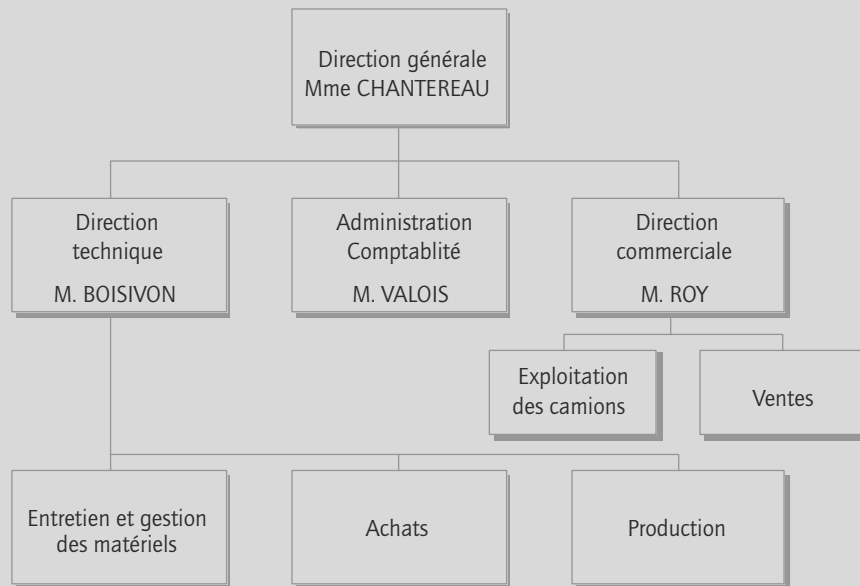 Direction générale
Mme CHANTEREAU
Direction
technique
M. BOISIVON
Administration
Comptablité
M. VALOIS
Direction
commerciale
M. ROY
Exploitation
des camions
Ventes
Entretien et gestion
des matériels
Achats
Production